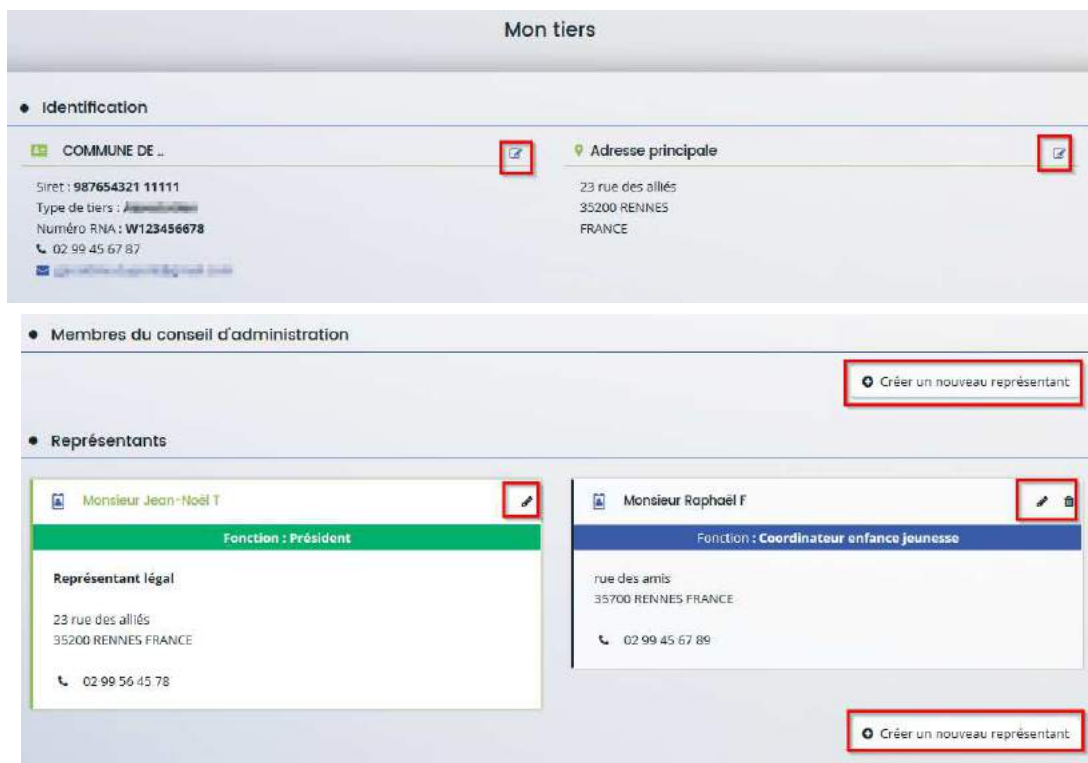 Mon tiers
Identification
COMMUNE DE ..
Adresse principale
Siret : 987654321 11111
Type de tiers :
Numéro RNA : W123456678
02 99 45 67 87
23 rue des alliés
35200 RENNES
FRANCE
Membres du conseil d'administration
Créer un nouveau représentant
Représentants
Monsieur Jean-Noël T
Fonction : Président
Représentant légal
23 rue des alliés
35200 RENNES FRANCE
02 99 56 45 78
Monsieur Raphaël F
Fonction : Coordinateur enfance jeunesse
rue des amis
35700 RENNES FRANCE
02 99 45 67 89
Créer un nouveau représentant